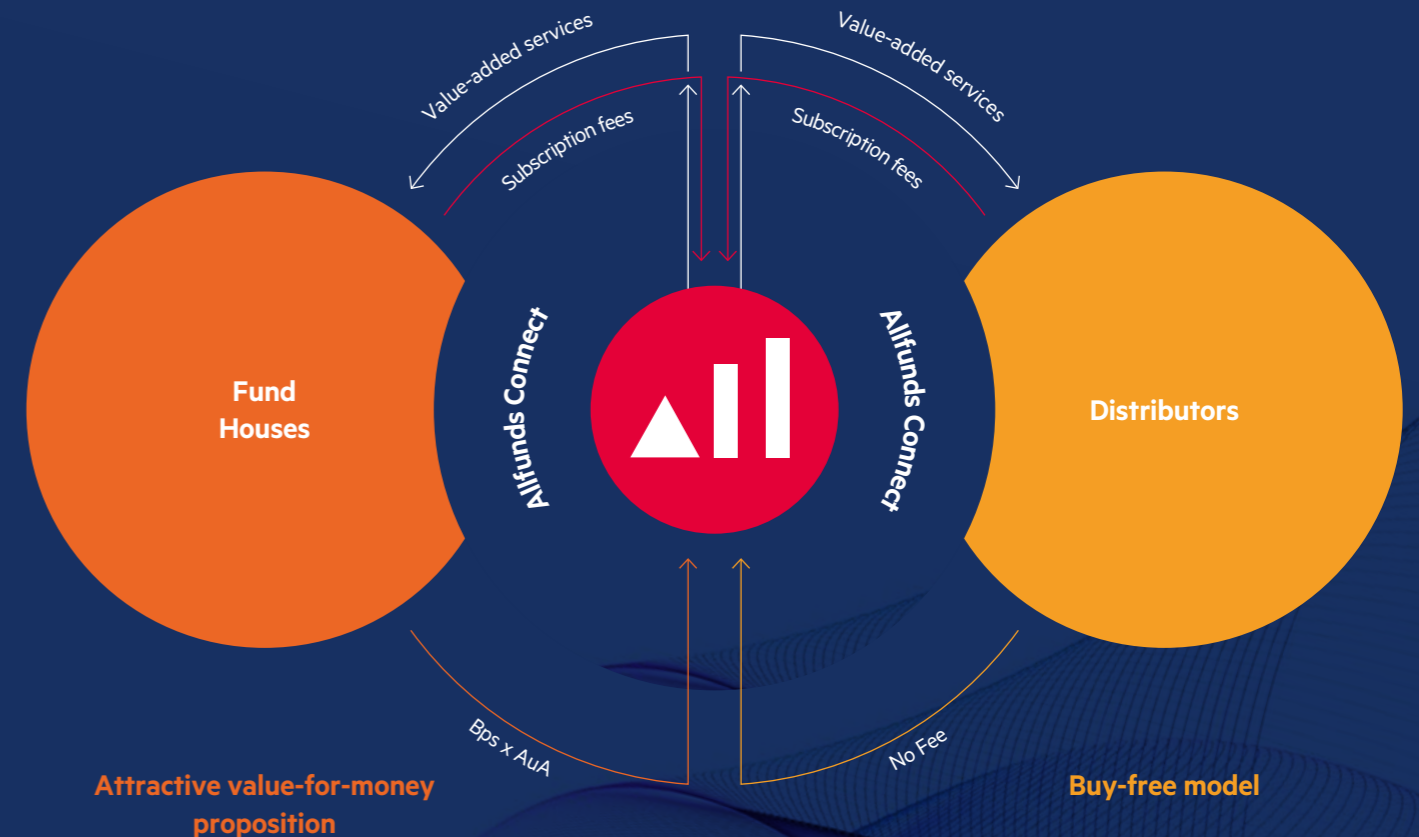 Value-added services
Value-added services
Subscription fees
Subscription fees
Fund
Houses
Allfunds Connect
Allfunds Connect
Distributors
Bps x AuA
No Fee
Attractive value-for-money
proposition
Buy-free model